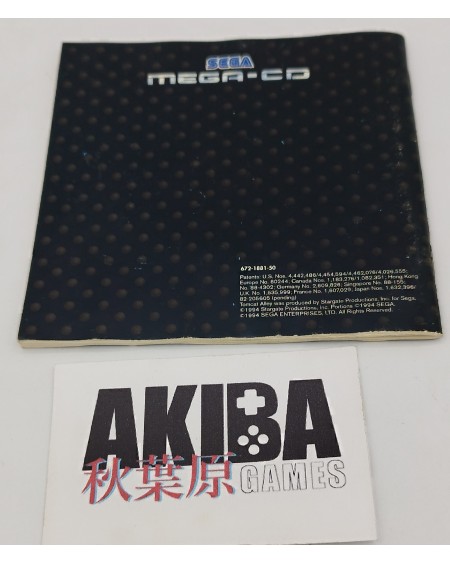 SEGA
MEGA-CD
672-1881-50
Patents: U.S. Nos. 4,442,486/4,454,594/4,462,076/4,026,555;
Europe No. 80244; Canada Nos. 1,183,276/1,082,351; Hong Kong
No. 88-4302; Germany No. 2,609,826; Singapore No. 88-155;
U.K. No. 1,535,999; France No. 1,607,029; Japan Nos. 1,632,396/
82-205605 (pending)
Tomcat Alley was produced by Stargate Productions, Inc. for Sega.
©1994 Stargate Productions, Inc. Portions ©1994 SEGA.
©1994 SEGA ENTERPRISES, LTD. All Rights Reserved.
AKIBA
秋葉原 GAMES